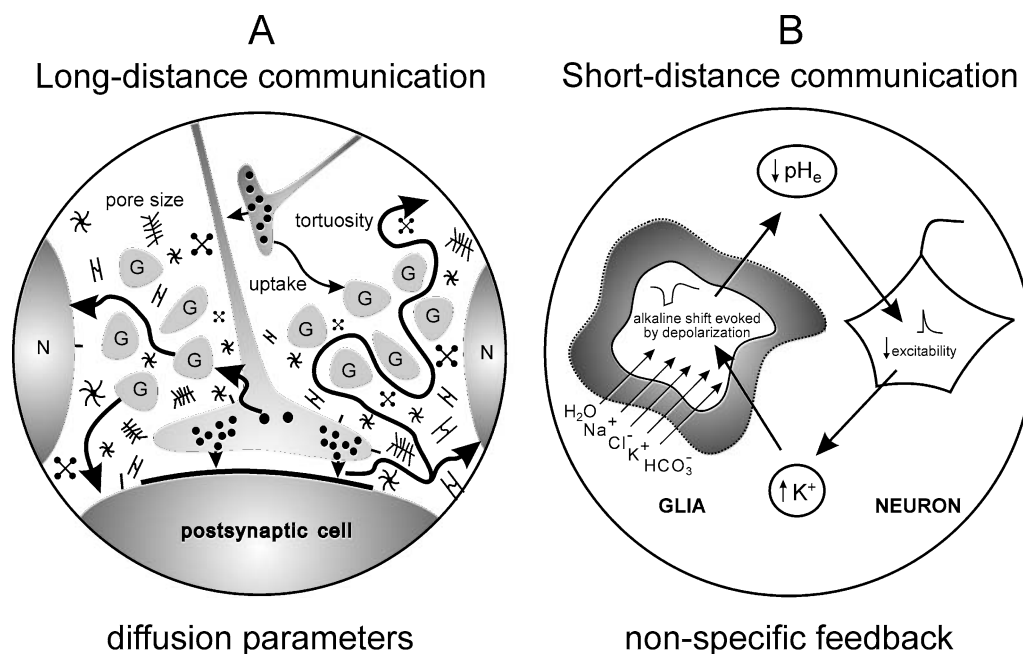 A
Long-distance communication
pore size
tortuosity
uptake
G
G
G
G
G
G
G
G
G
G
G
N
N
postsynaptic cell
diffusion parameters
B
Short-distance communication
↓ pHₑ
alkaline shift evoked
by depolarization
↓ excitability
H₂O
Na⁺
Cl⁻
K⁺
HCO₃⁻
↑ K⁺
GLIA
NEURON
non-specific feedback